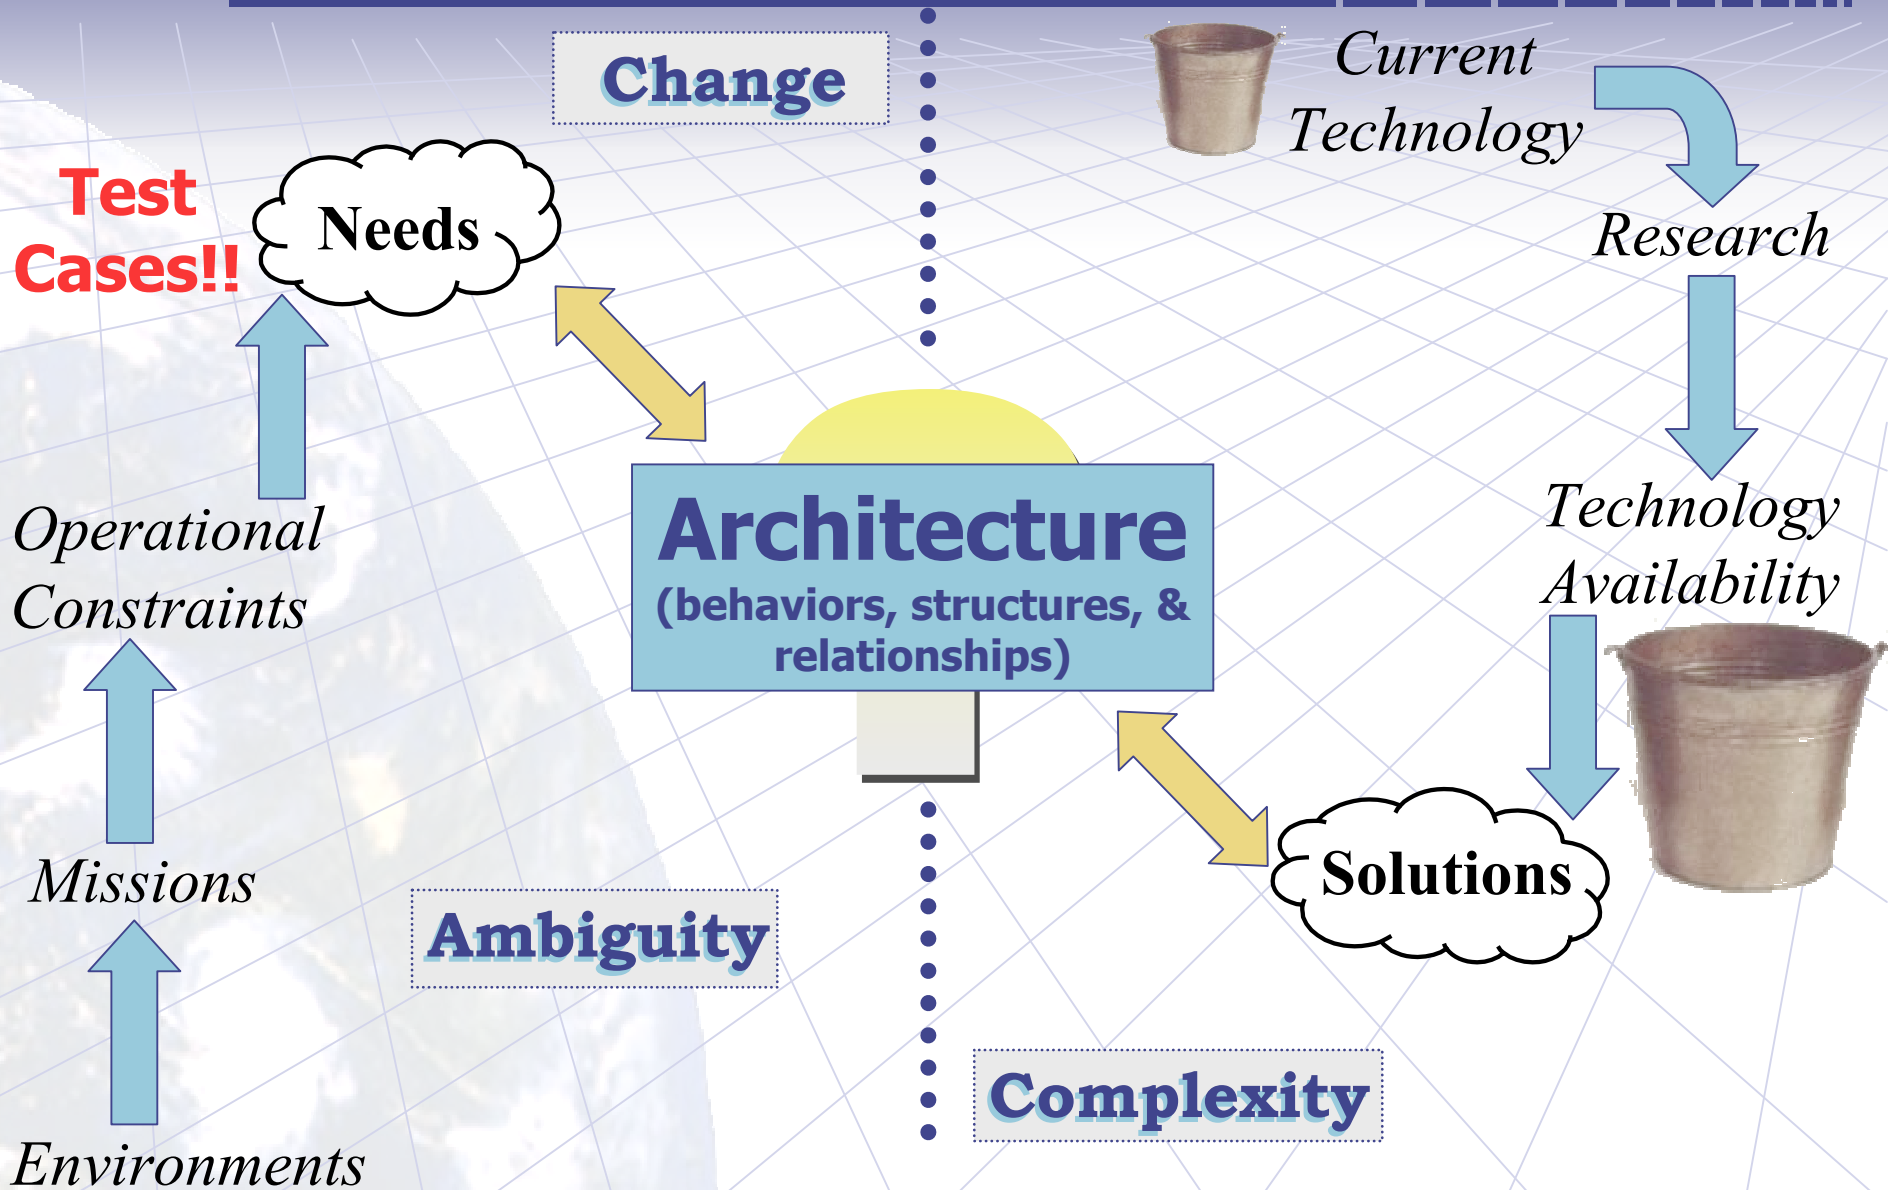 Change
Current
Technology
Test
Cases!!
Needs
Research
Architecture
(behaviors, structures, &
relationships)
Operational
Constraints
Technology
Availability
Missions
Solutions
Ambiguity
Complexity
Environments